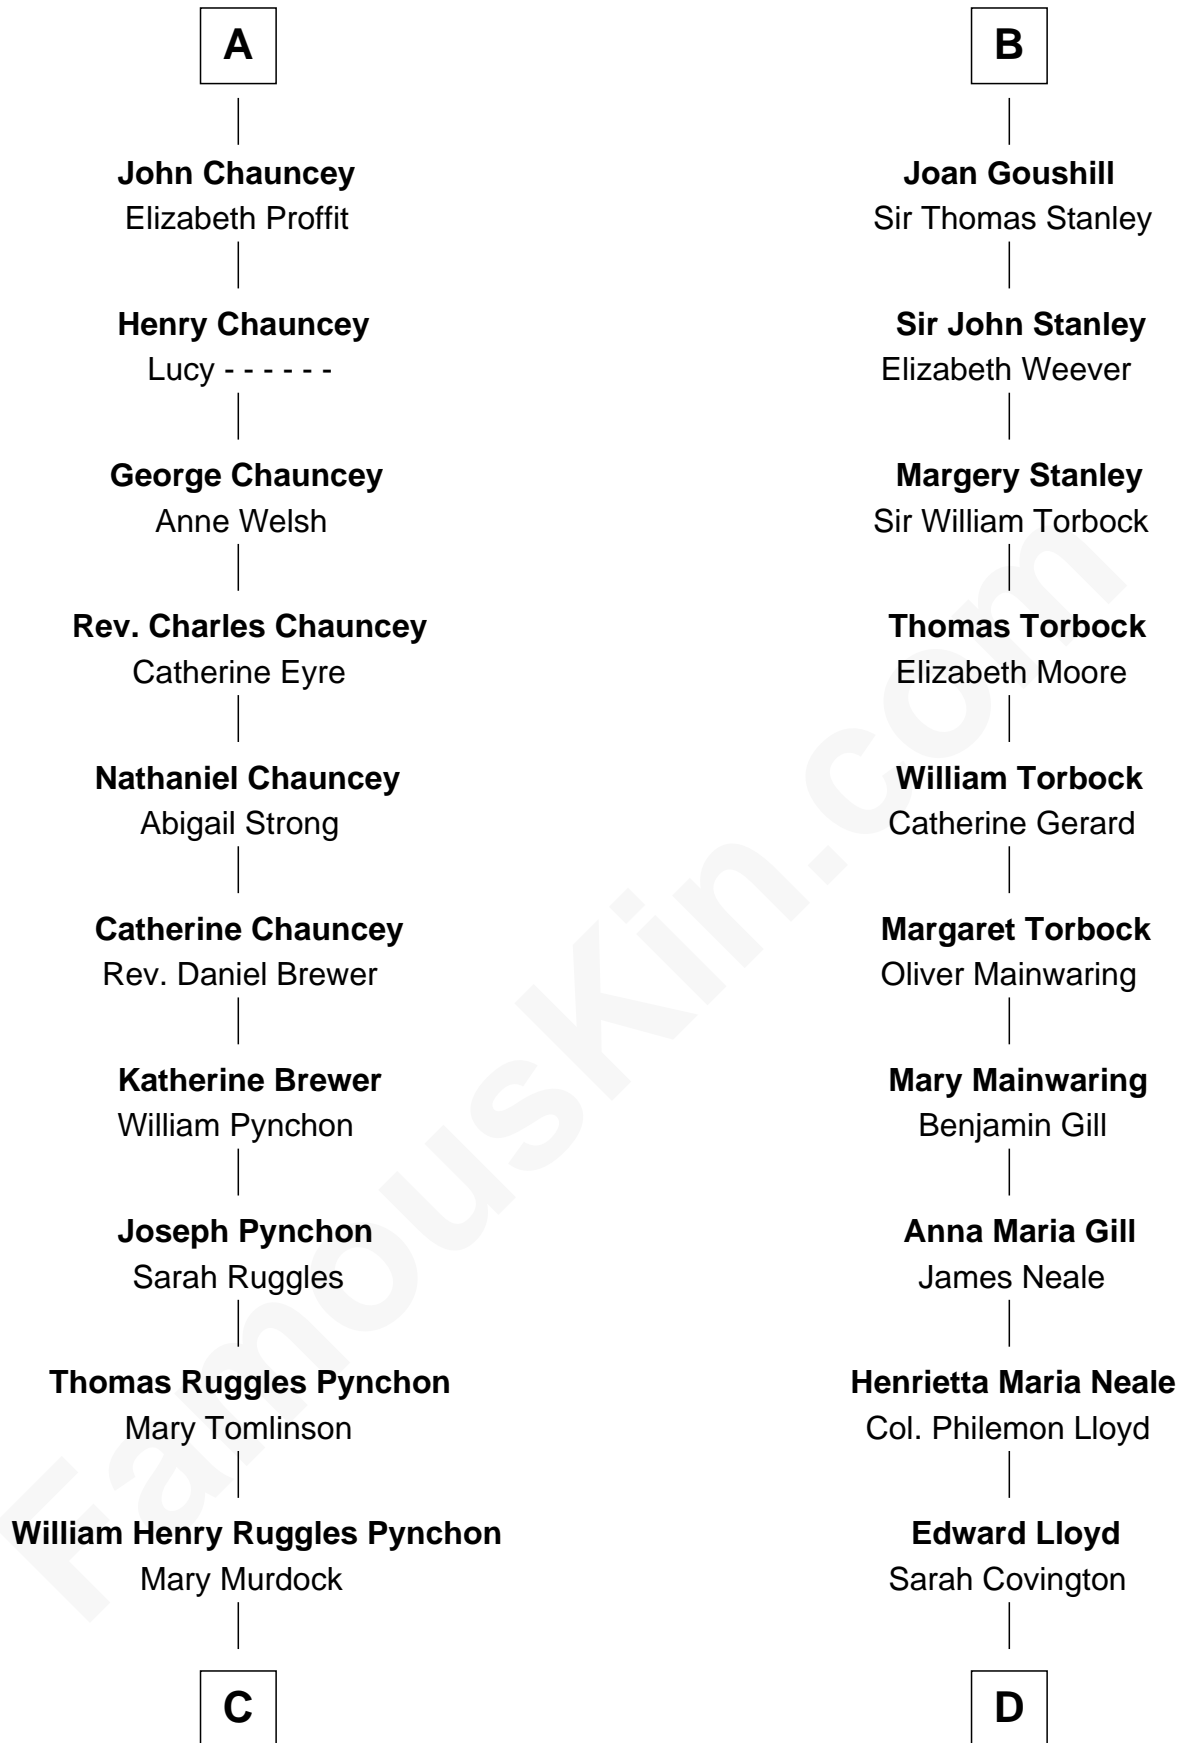 A
John Chauncey
Elizabeth Proffit
Henry Chauncey
Lucy - - - - - -
George Chauncey
Anne Welsh
Rev. Charles Chauncey
Catherine Eyre
Nathaniel Chauncey
Abigail Strong
Catherine Chauncey
Rev. Daniel Brewer
Katherine Brewer
William Pynchon
Joseph Pynchon
Sarah Ruggles
Thomas Ruggles Pynchon
Mary Tomlinson
William Henry Ruggles Pynchon
Mary Murdock
C
B
Joan Goushill
Sir Thomas Stanley
Sir John Stanley
Elizabeth Weever
Margery Stanley
Sir William Torbock
Thomas Torbock
Elizabeth Moore
William Torbock
Catherine Gerard
Margaret Torbock
Oliver Mainwaring
Mary Mainwaring
Benjamin Gill
Anna Maria Gill
James Neale
Henrietta Maria Neale
Col. Philemon Lloyd
Edward Lloyd
Sarah Covington
D
FamousKin.com